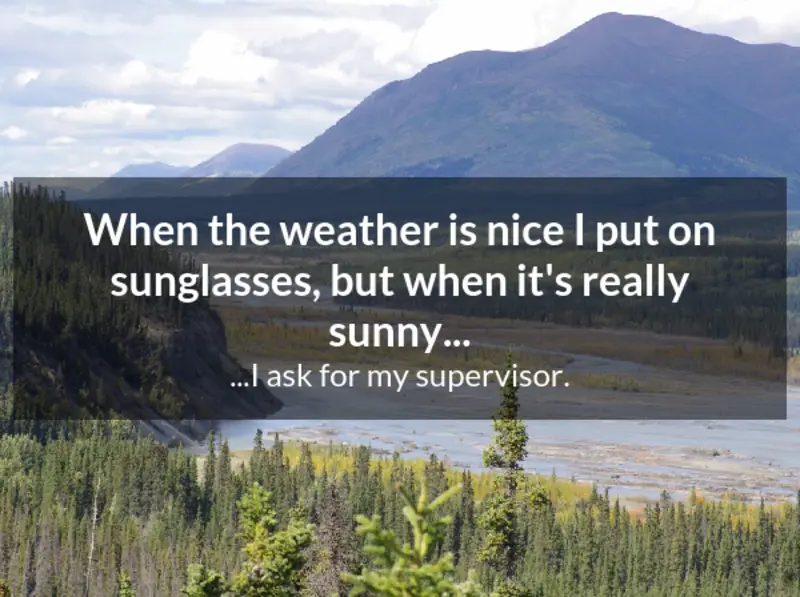 When the weather is nice I put on
sunglasses, but when it's really
sunny...
...I ask for my supervisor.